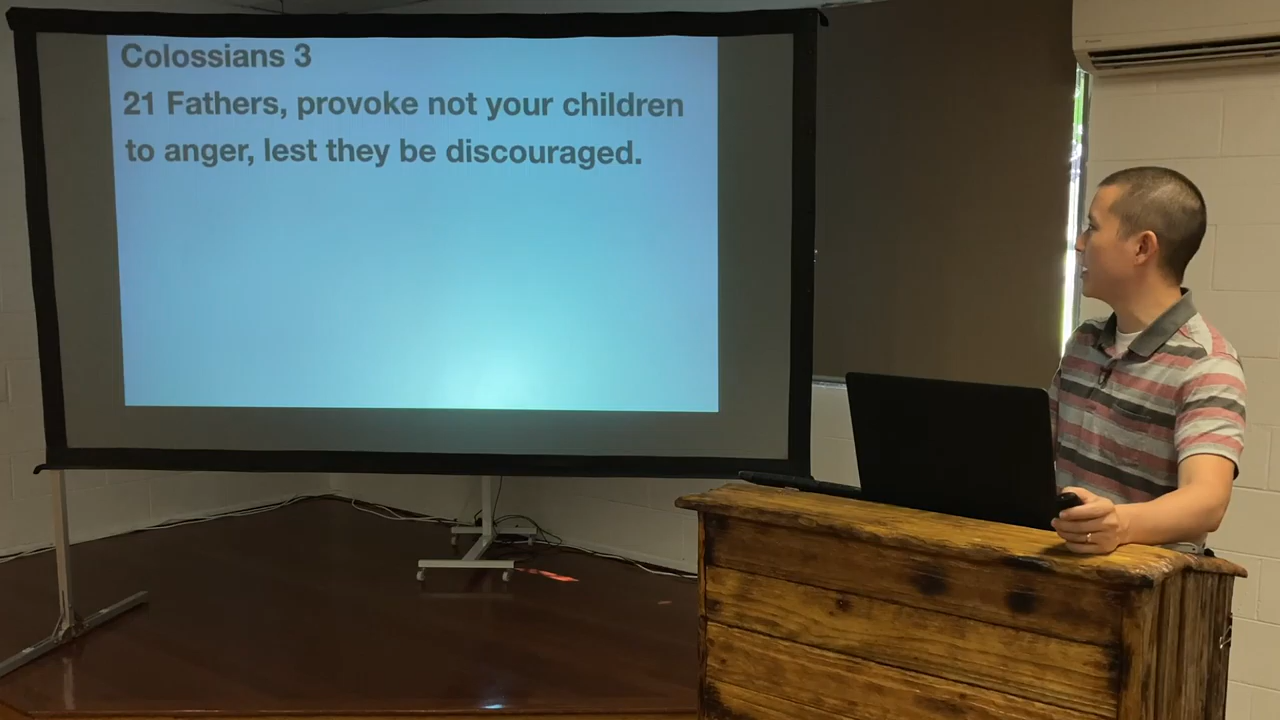 Colossians 3
21 Fathers, provoke not your children
to anger, lest they be discouraged.